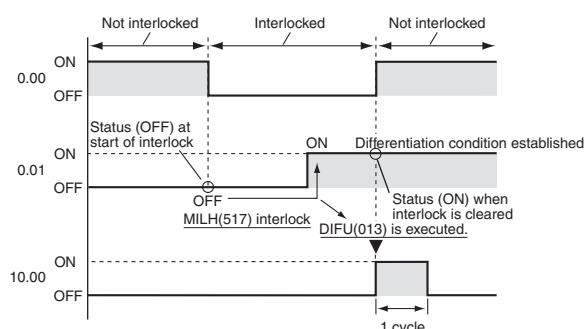 Not interlocked Interlocked Not interlocked
ON
0.00
OFF
Status (OFF) at
start of interlock
ON Differentiation condition established
ON
0.01
OFF
OFF
Status (ON) when
interlock is cleared
MILH(517) interlock
DIFU(013) is executed.
ON
10.00
OFF
1 cycle